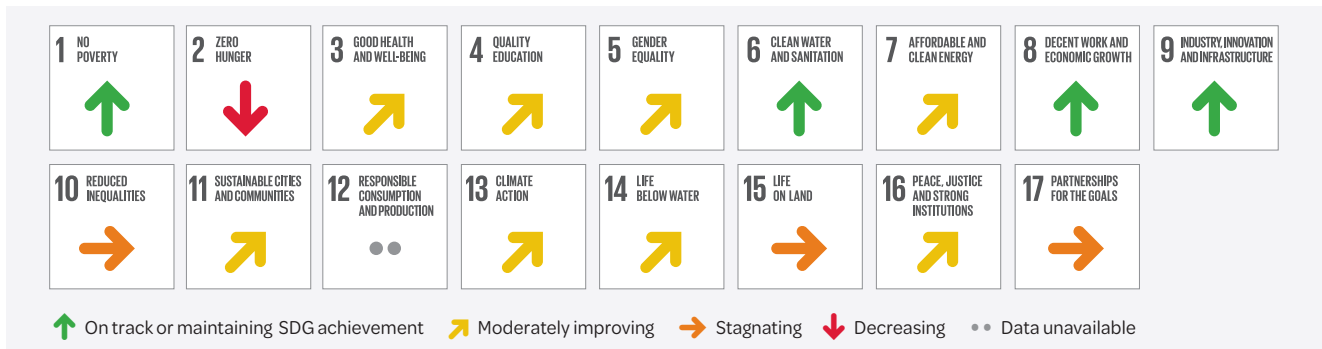 1 NO
POVERTY
2 ZERO
HUNGER
3 GOOD HEALTH
AND WELL-BEING
4 QUALITY
EDUCATION
5 GENDER
EQUALITY
6 CLEAN WATER
AND SANITATION
7 AFFORDABLE AND
CLEAN ENERGY
8 DECENT WORK AND
ECONOMIC GROWTH
9 INDUSTRY, INNOVATION
AND INFRASTRUCTURE
10 REDUCED
INEQUALITIES
11 SUSTAINABLE CITIES
AND COMMUNITIES
12 RESPONSIBLE
CONSUMPTION
AND PRODUCTION
13 CLIMATE
ACTION
14 LIFE
BELOW WATER
15 LIFE
ON LAND
16 PEACE, JUSTICE
AND STRONG
INSTITUTIONS
17 PARTNERSHIPS
FOR THE GOALS
On track or maintaining SDG achievement
Moderately improving
Stagnating
Decreasing
Data unavailable